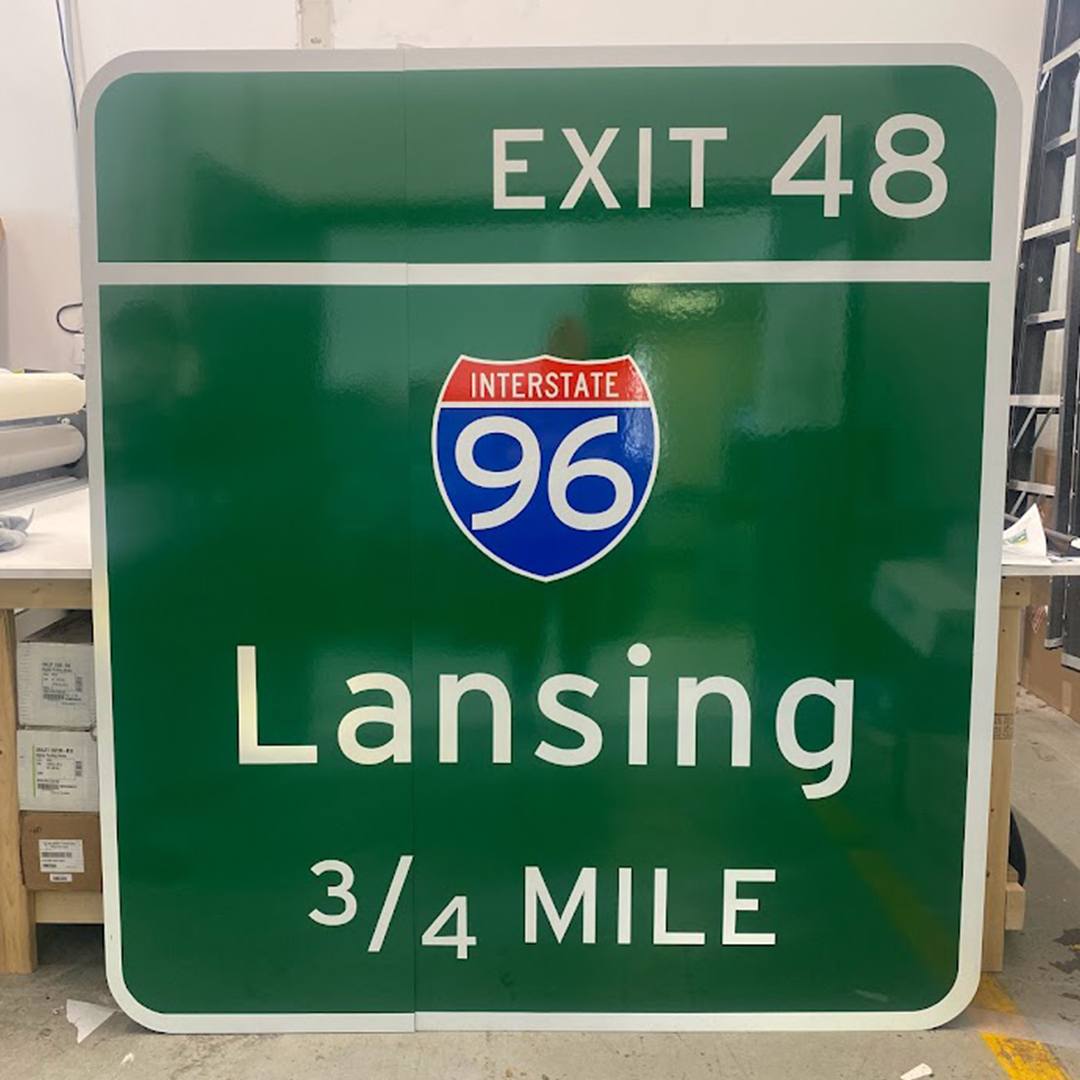 EXIT 48
INTERSTATE
96
Lansing
3/4 MILE